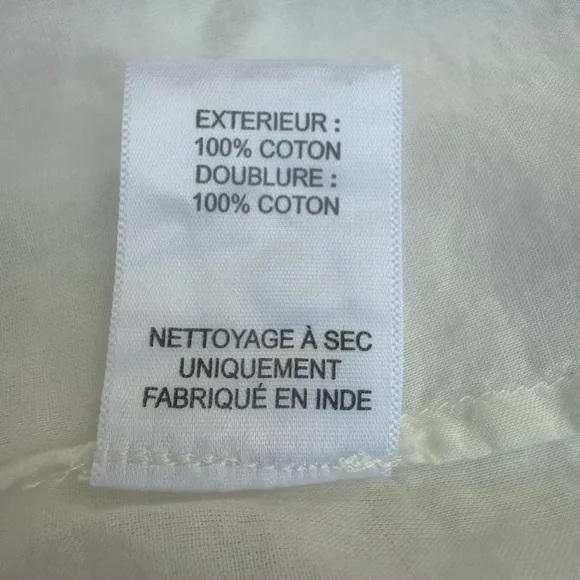 EXTERIEUR :
100% COTON
DOUBLURE :
100% COTON
NETTOYAGE À SEC
UNIQUEMENT
FABRIQUÉ EN INDE